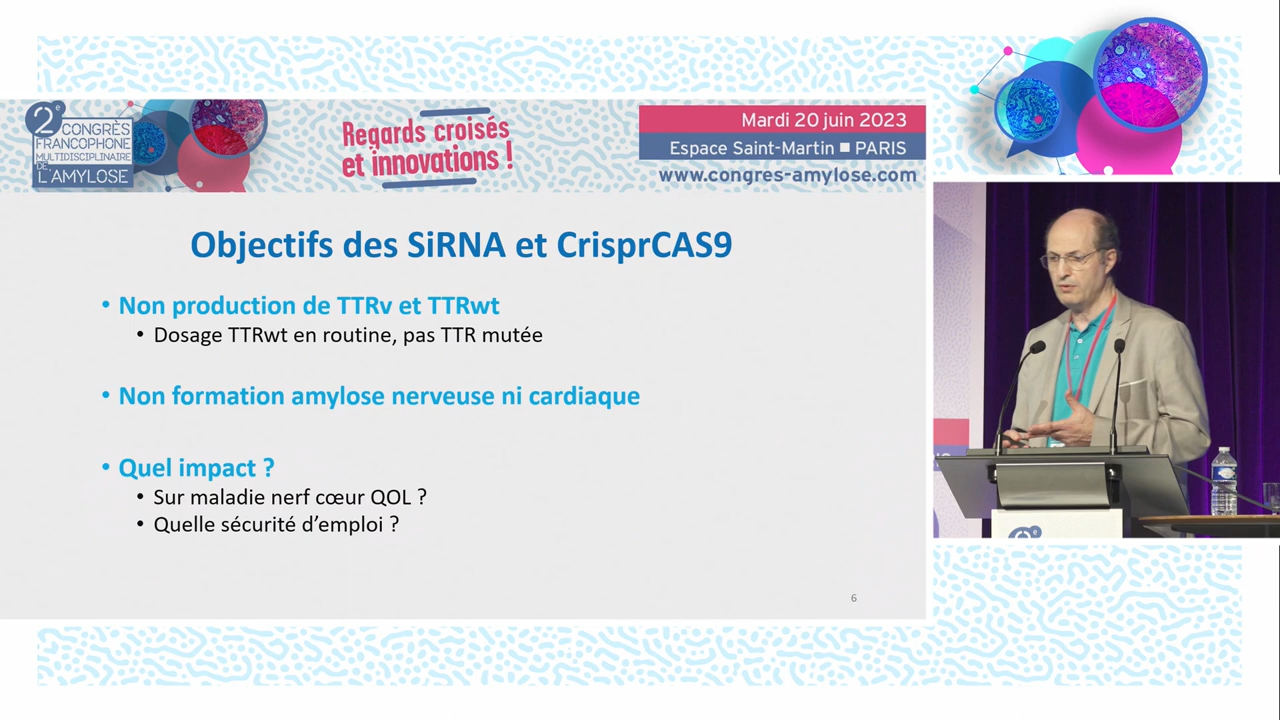 2e CONGRÈS
FRANCOPHONE
MULTIDISCIPLINAIRE
DE
L'AMYLOSE
Regards croisés
et innovations !
Mardi 20 juin 2023
Espace Saint-Martin ■ PARIS
www.congres-amylose.com
Objectifs des SiRNA et CrisprCAS9
• Non production de TTRv et TTRwt
• Dosage TTRwt en routine, pas TTR mutée
• Non formation amylose nerveuse ni cardiaque
• Quel impact ?
• Sur maladie nerf cœur QOL ?
• Quelle sécurité d’emploi ?
6